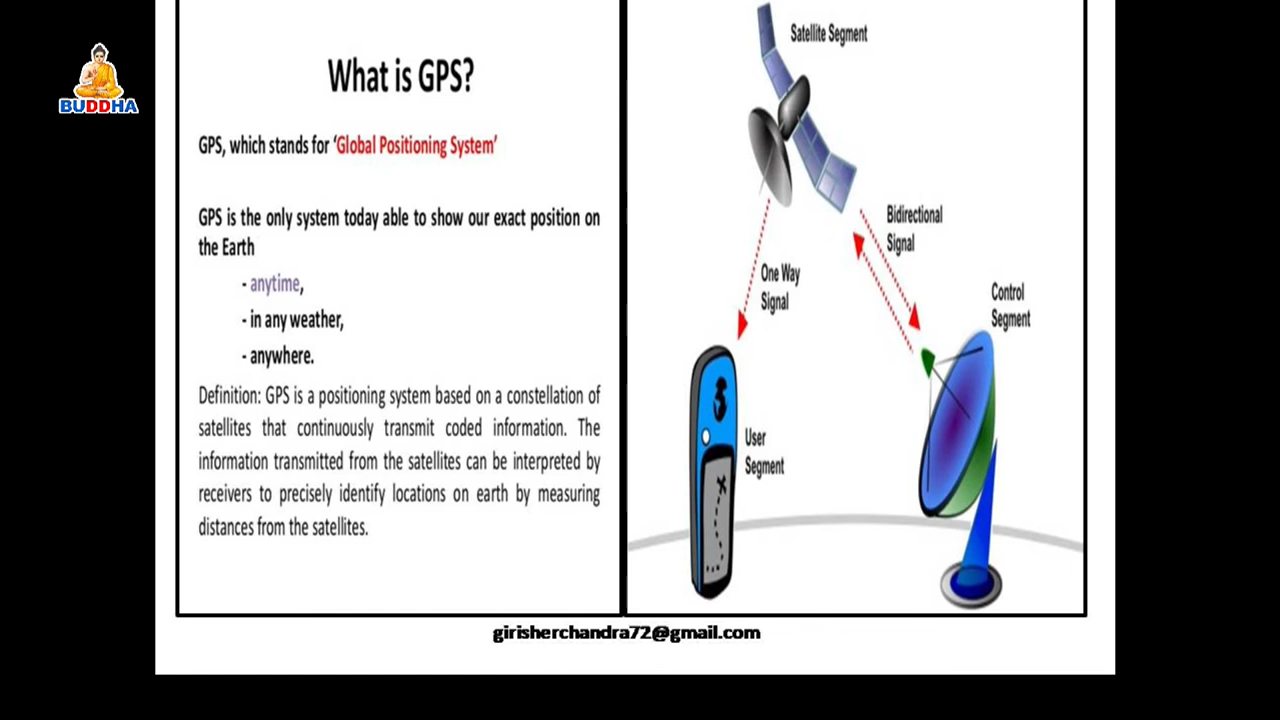 BUDDHA
What is GPS?
GPS, which stands for ‘Global Positioning System’
GPS is the only system today able to show our exact position on
the Earth
- anytime,
- in any weather,
- anywhere.
Definition: GPS is a positioning system based on a constellation of
satellites that continuously transmit coded information. The
information transmitted from the satellites can be interpreted by
receivers to precisely identify locations on earth by measuring
distances from the satellites.
Satellite Segment
Bidirectional
Signal
One Way
Signal
Control
Segment
User
Segment
girisherchandra72@gmail.com